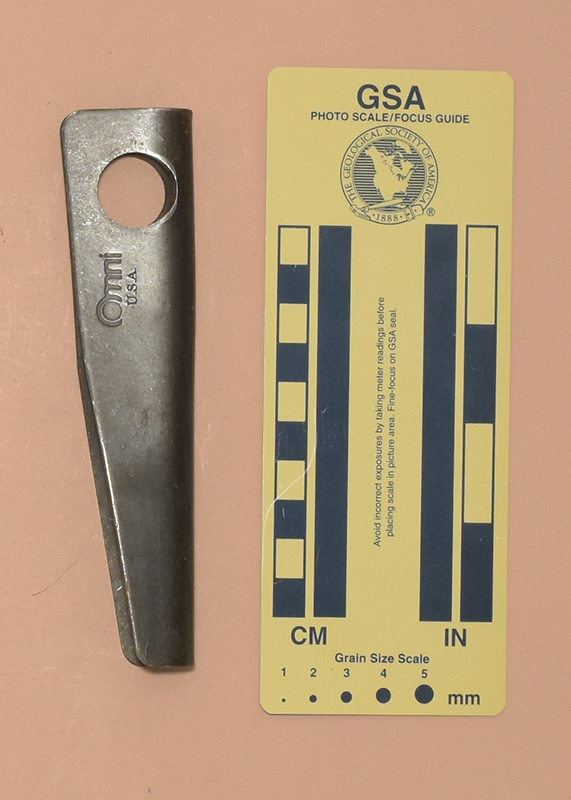 Omni
U.S.A.
GSA
PHOTO SCALE/FOCUS GUIDE
THE GEOLOGICAL SOCIETY OF AMERICA
·1888·
®
Avoid incorrect exposures by taking meter readings before
placing scale in picture area. Fine-focus on GSA seal.
CM
IN
Grain Size Scale
1 2 3 4 5
mm